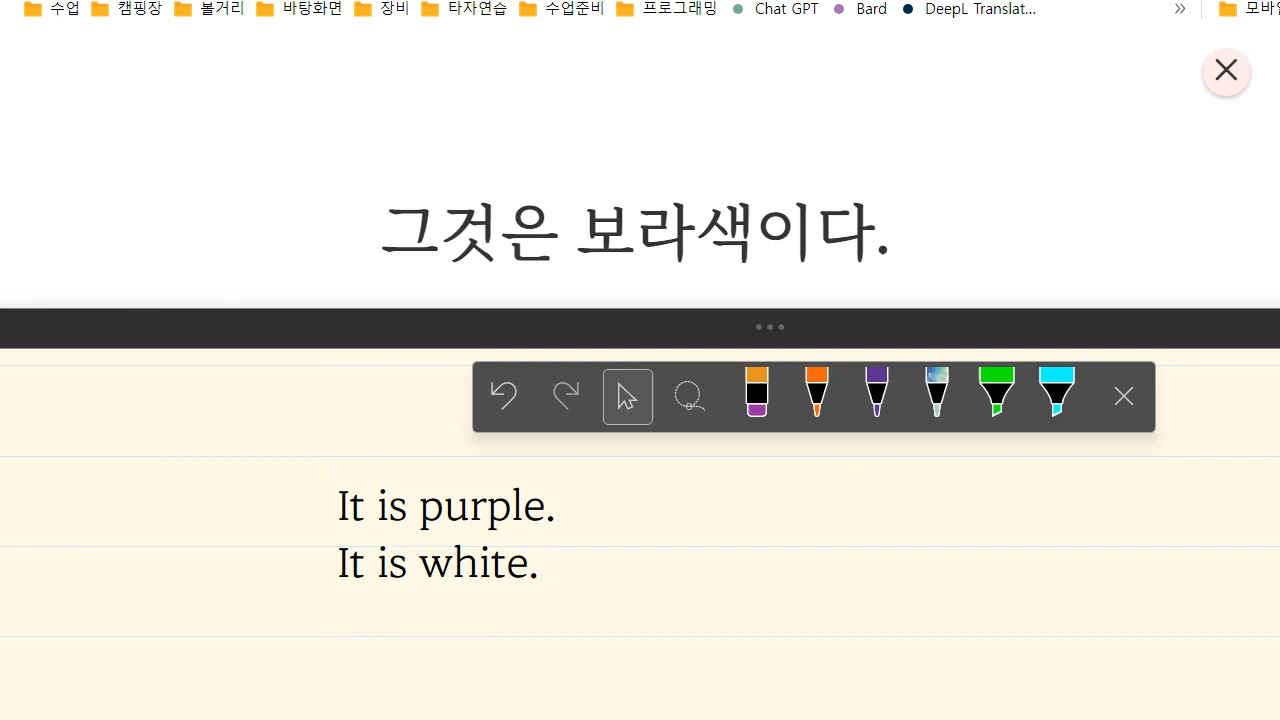 수업 캠핑장 볼거리 바탕화면 장비 타자연습 수업준비 프로그래밍 Chat GPT Bard DeepL Translat... »
그것은 보라색이다.
It is purple.
It is white.